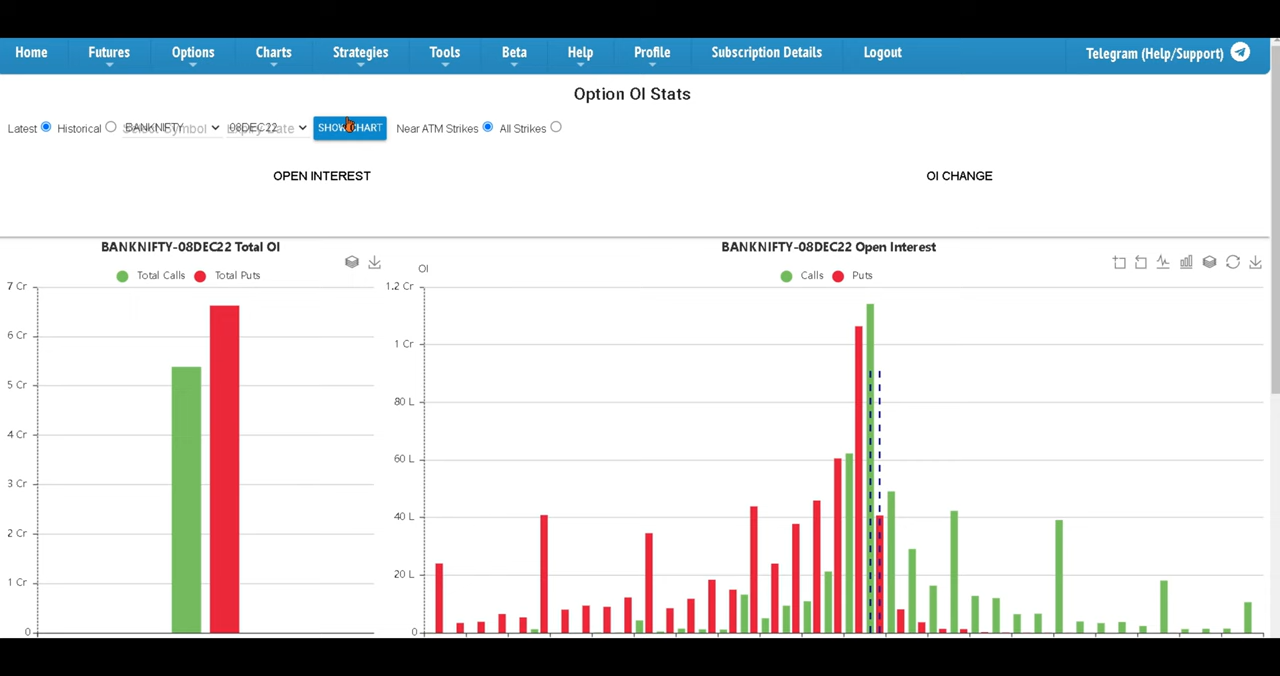 Home Futures Options Charts Strategies Tools Beta Help Profile Subscription Details Logout Telegram (Help/Support)
Option OI Stats
Latest Historical BANKNIFTY 08DEC22 SHOW CHART Near ATM Strikes All Strikes
OPEN INTEREST OI CHANGE
BANKNIFTY-08DEC22 Total OI BANKNIFTY-08DEC22 Open Interest
Total Calls Total Puts OI Calls Puts
7 Cr 1.2 Cr
6 Cr 1 Cr
5 Cr 80 L
4 Cr 60 L
3 Cr 40 L
2 Cr 20 L
1 Cr
0 0